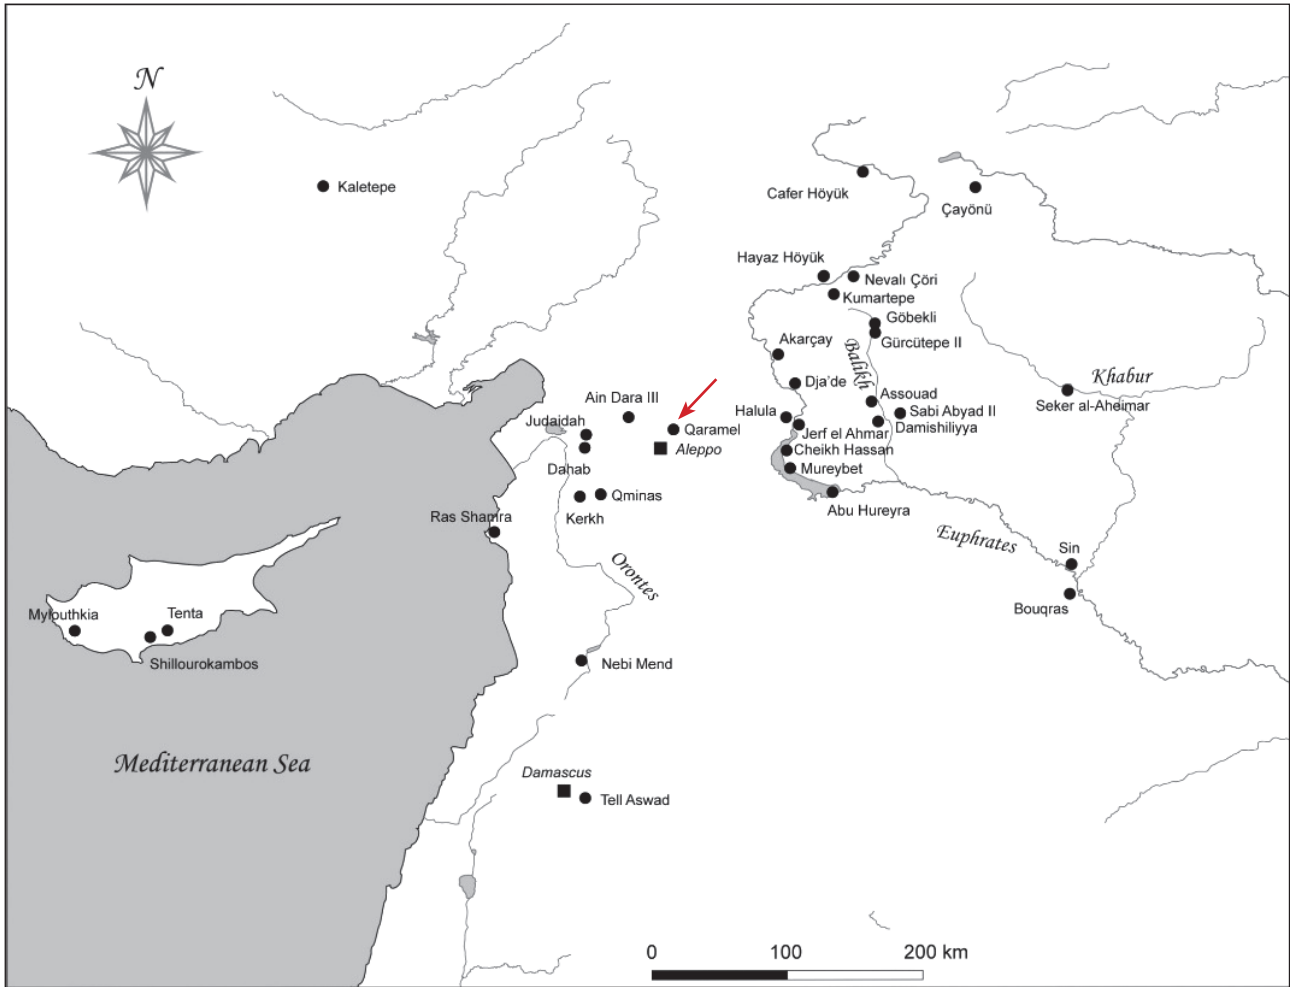 N
Kaletepe
Cafer Höyük
Çayönü
Hayaz Höyük
Nevalı Çöri
Kumartepe
Göbekli
Gürcütepe II
Akarçay
Balikh
Dja'de
Khabur
Assouad
Seker al-Aheimar
Ain Dara III
Halula
Sabi Abyad II
Judaidah
Qaramel
Jerf el Ahmar
Damishiliyya
Aleppo
Cheikh Hassan
Dahab
Mureybet
Qminas
Kerkh
Abu Hureyra
Ras Shamra
Euphrates
Sin
Orontes
Bouqras
Mylouthkia
Tenta
Shillourokambos
Nebi Mend
Mediterranean Sea
Damascus
Tell Aswad
0 100 200 km